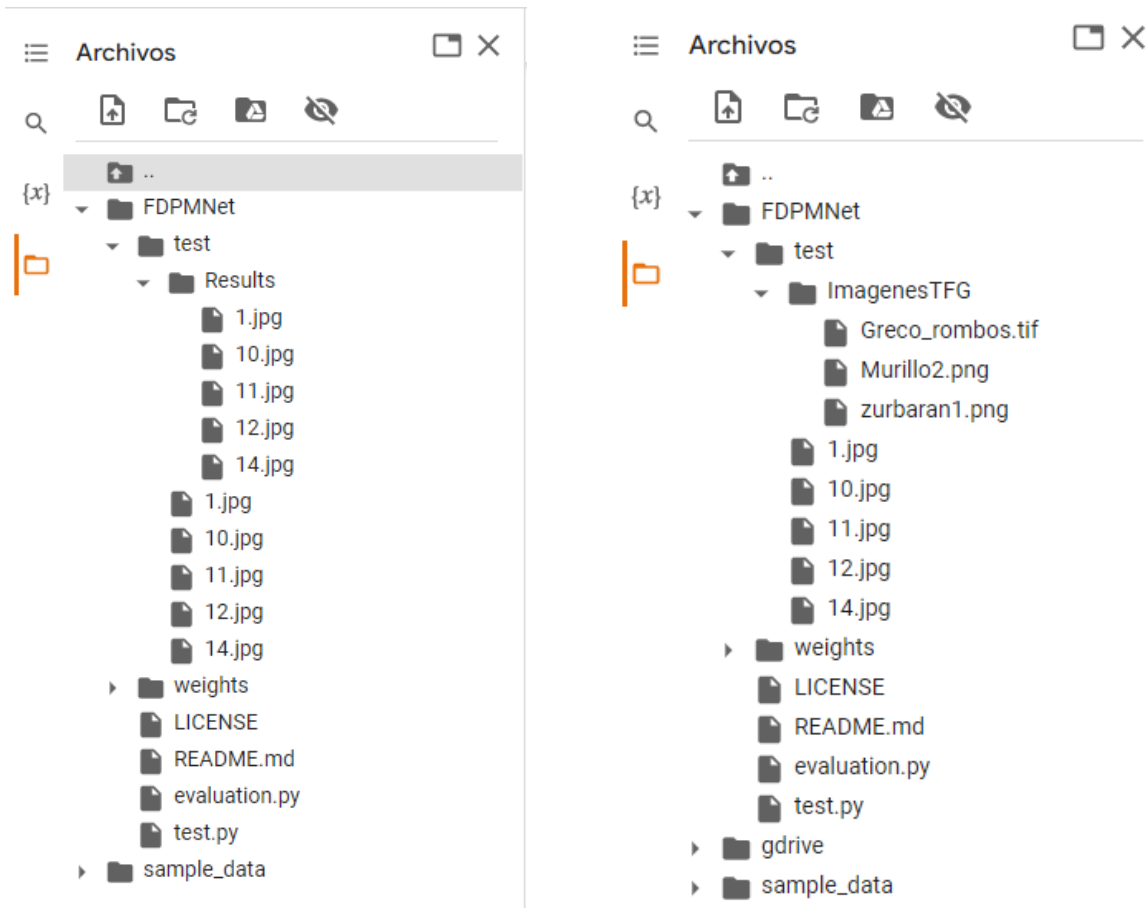 Archivos
{x}
..
FDPMNet
test
Results
1.jpg
10.jpg
11.jpg
12.jpg
14.jpg
1.jpg
10.jpg
11.jpg
12.jpg
14.jpg
weights
LICENSE
README.md
evaluation.py
test.py
sample_data
Archivos
{x}
..
FDPMNet
test
ImagenesTFG
Greco_rombos.tif
Murillo2.png
zurbaran1.png
1.jpg
10.jpg
11.jpg
12.jpg
14.jpg
weights
LICENSE
README.md
evaluation.py
test.py
gdrive
sample_data